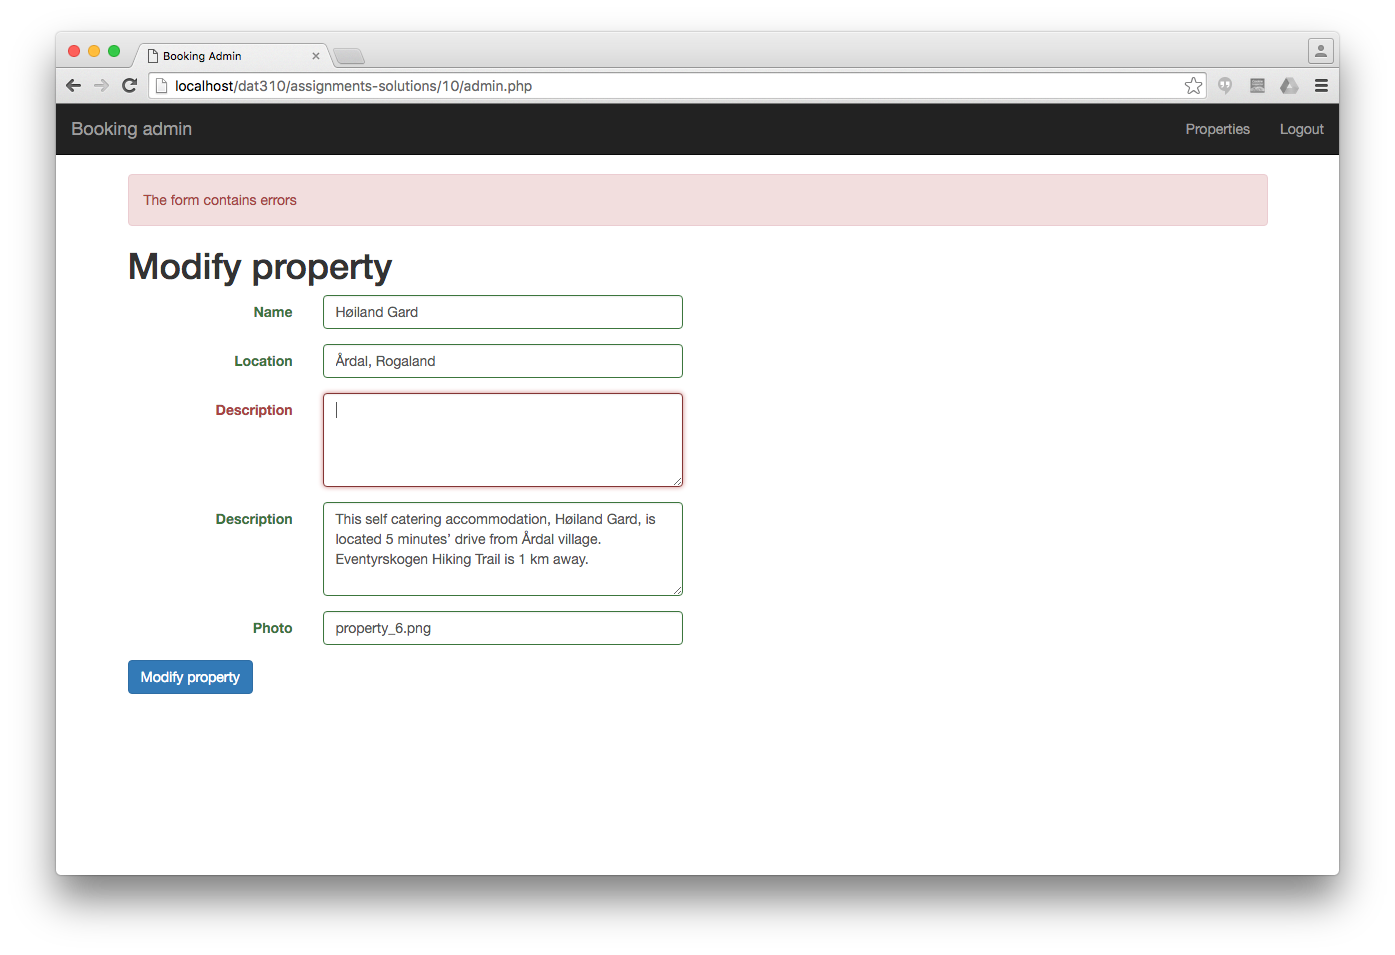 Booking Admin
localhost/dat310/assignments-solutions/10/admin.php
Booking admin
Properties
Logout
The form contains errors
Modify property
Name
Høiland Gard
Location
Årdal, Rogaland
Description
Description
This self catering accommodation, Høiland Gard, is
located 5 minutes’ drive from Årdal village.
Eventyrskogen Hiking Trail is 1 km away.
Photo
property_6.png
Modify property